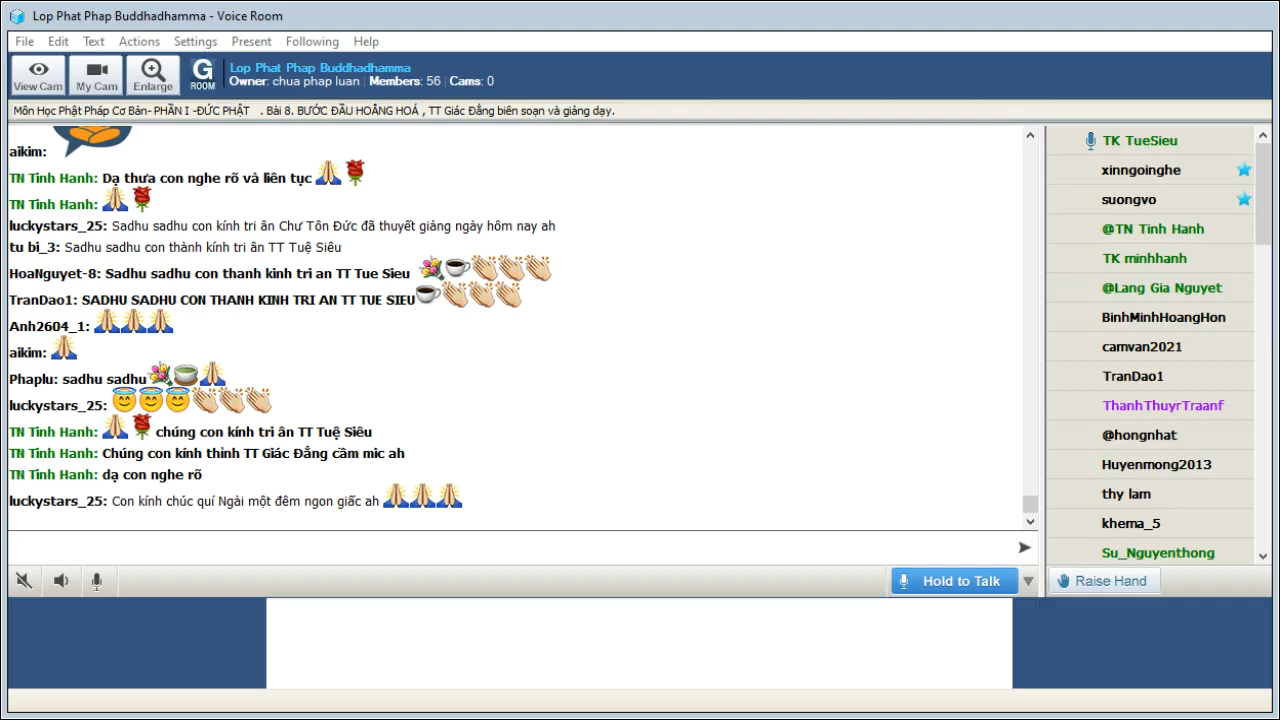 Lop Phat Phap Buddhadhamma - Voice Room
File Edit Text Actions Settings Present Following Help
View Cam My Cam Enlarge G ROOM
Lop Phat Phap Buddhadhamma
Owner: chua phap luan Members: 56 Cams: 0
Môn Học Phật Pháp Cơ Bản- PHẦN I -ĐỨC PHẬT . Bài 8. BƯỚC ĐẦU HOẰNG HOÁ , TT Giác Đẳng biên soạn và giảng dạy.
aikim:
TN Tinh Hanh: Dạ thưa con nghe rõ và liên tục
TN Tinh Hanh:
luckystars_25: Sadhu sadhu con kính tri ân Chư Tôn Đức đã thuyết giảng ngày hôm nay ah
tu bi_3: Sadhu sadhu con thành kính tri ân TT Tuệ Siêu
HoaNguyet-8: Sadhu sadhu con thanh kinh tri an TT Tue Sieu
TranDao1: SADHU SADHU CON THANH KINH TRI AN TT TUE SIEU
Anh2604_1:
aikim:
Phaplu: sadhu sadhu
luckystars_25:
TN Tinh Hanh: chúng con kính tri ân TT Tuệ Siêu
TN Tinh Hanh: Chúng con kính thỉnh TT Giác Đẳng cầm mic ah
TN Tinh Hanh: dạ con nghe rõ
luckystars_25: Con kính chúc quí Ngài một đêm ngon giấc ah
TK TueSieu
xinngoinghe
suongvo
@TN Tinh Hanh
TK minhhanh
@Lang Gia Nguyet
BinhMinhHoangHon
camvan2021
TranDao1
ThanhThuyrTraanf
@hongnhat
Huyenmong2013
thy lam
khema_5
Su_Nguyenthong
Hold to Talk
Raise Hand